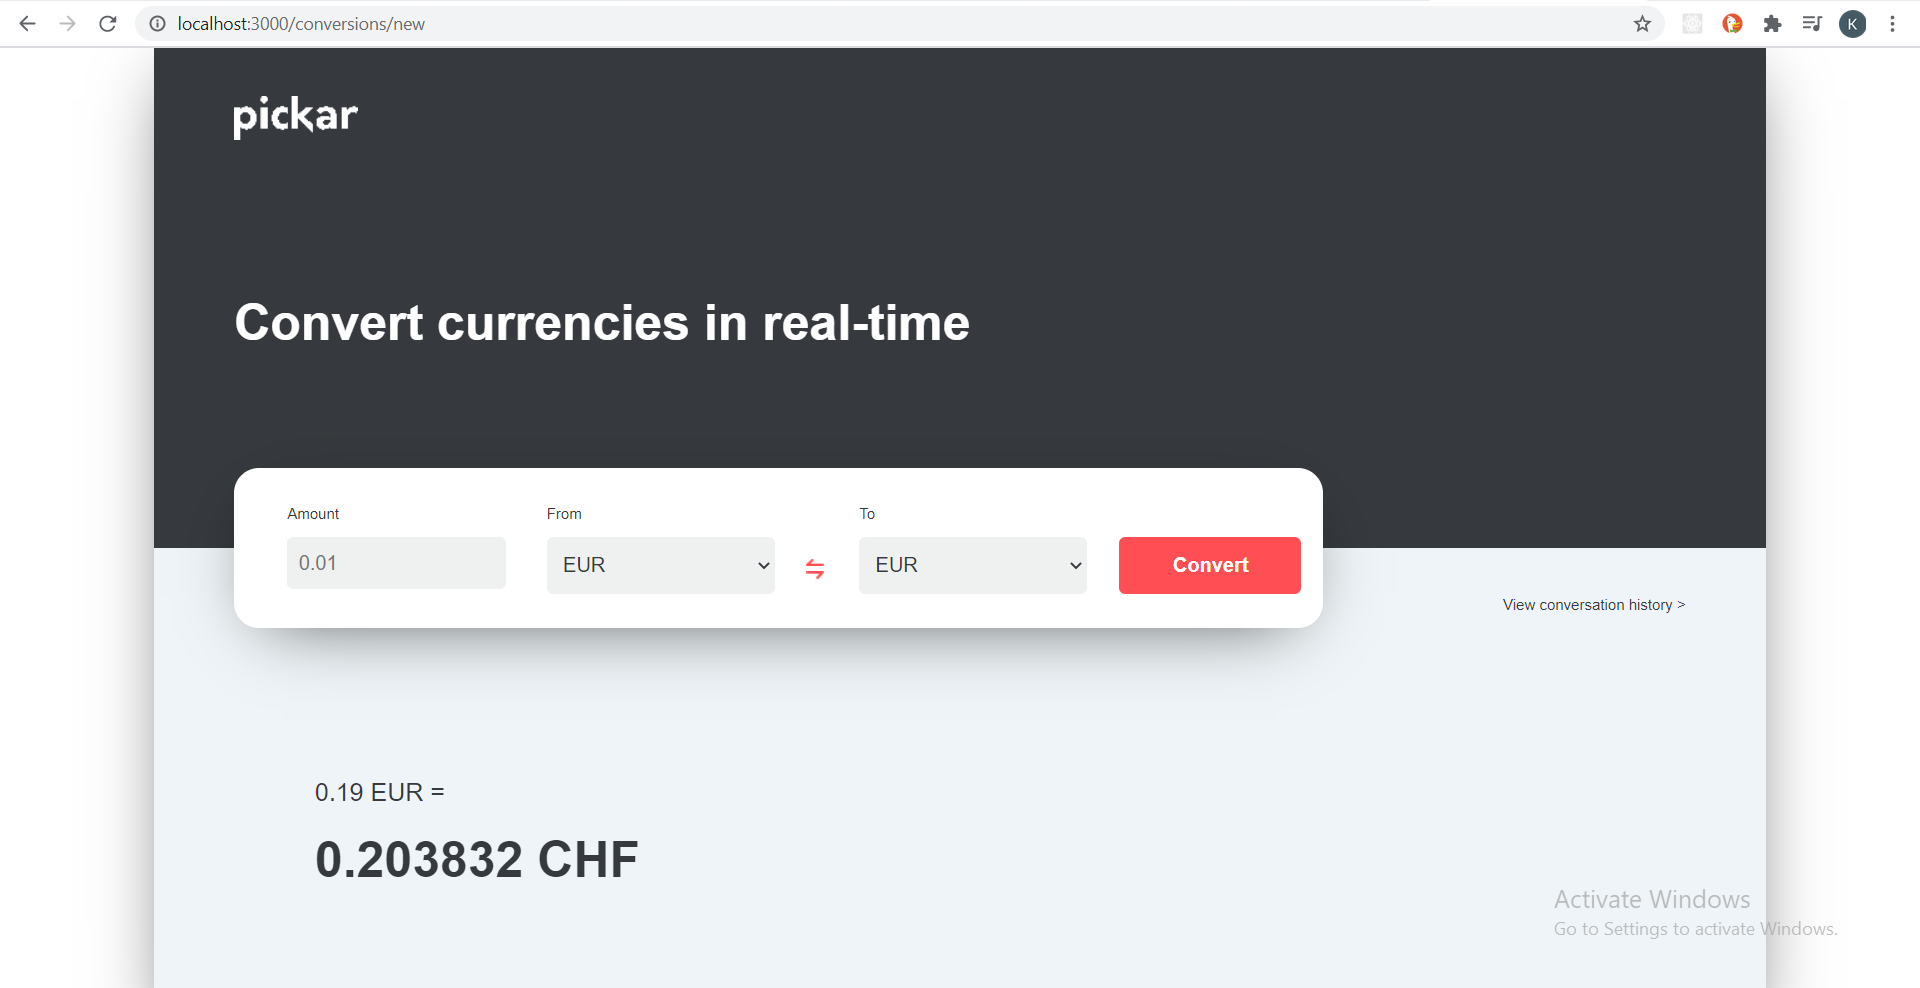 localhost:3000/conversions/new
K
pickar
Convert currencies in real-time
Amount From To
0.01 EUR EUR Convert
View conversation history >
0.19 EUR =
0.203832 CHF
Activate Windows
Go to Settings to activate Windows.